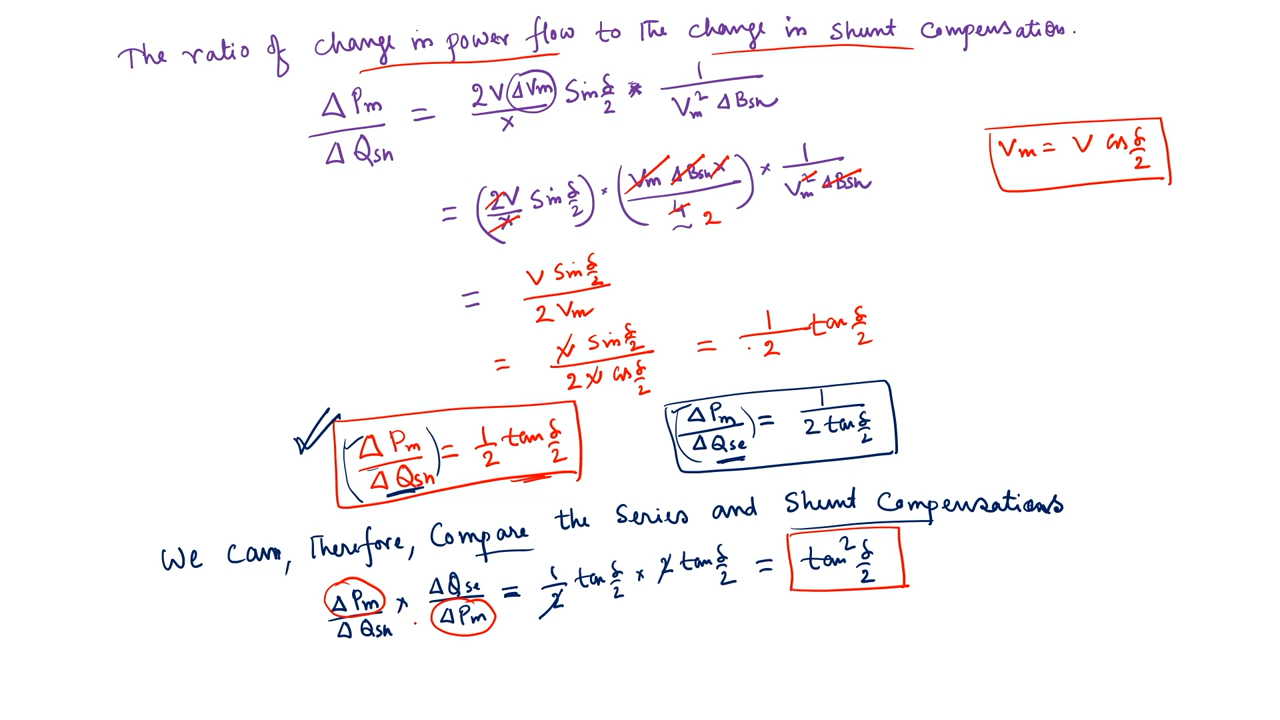 The ratio of change in power flow to the change in shunt compensation.
ΔPm/ΔQsh = 2V(ΔVm)/x Sin δ/2 * 1/(Vm² ΔBsh)
Vm = V cos δ/2
= (2V/x Sin δ/2) * (Vm ΔBsh x/4 2) × 1/(Vm² ΔBsh)
= V Sin δ/2 / 2Vm
= V Sin δ/2 / 2V cos δ/2 = 1/2 tan δ/2
(ΔPm/ΔQsh) = 1/2 tan δ/2
(ΔPm/ΔQse) = 1/(2 tan δ/2)
We can, Therefore, Compare the Series and Shunt Compensations
ΔPm/ΔQsh × ΔQse/ΔPm = 1/2 tan δ/2 × 2 tan δ/2 = tan² δ/2